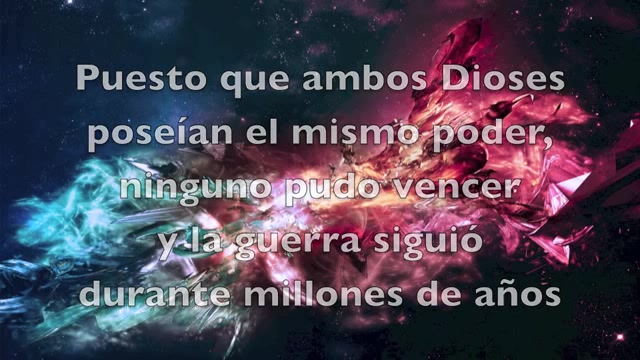 Puesto que ambos Dioses
poseían el mismo poder,
ninguno pudo vencer
y la guerra siguió
durante millones de años